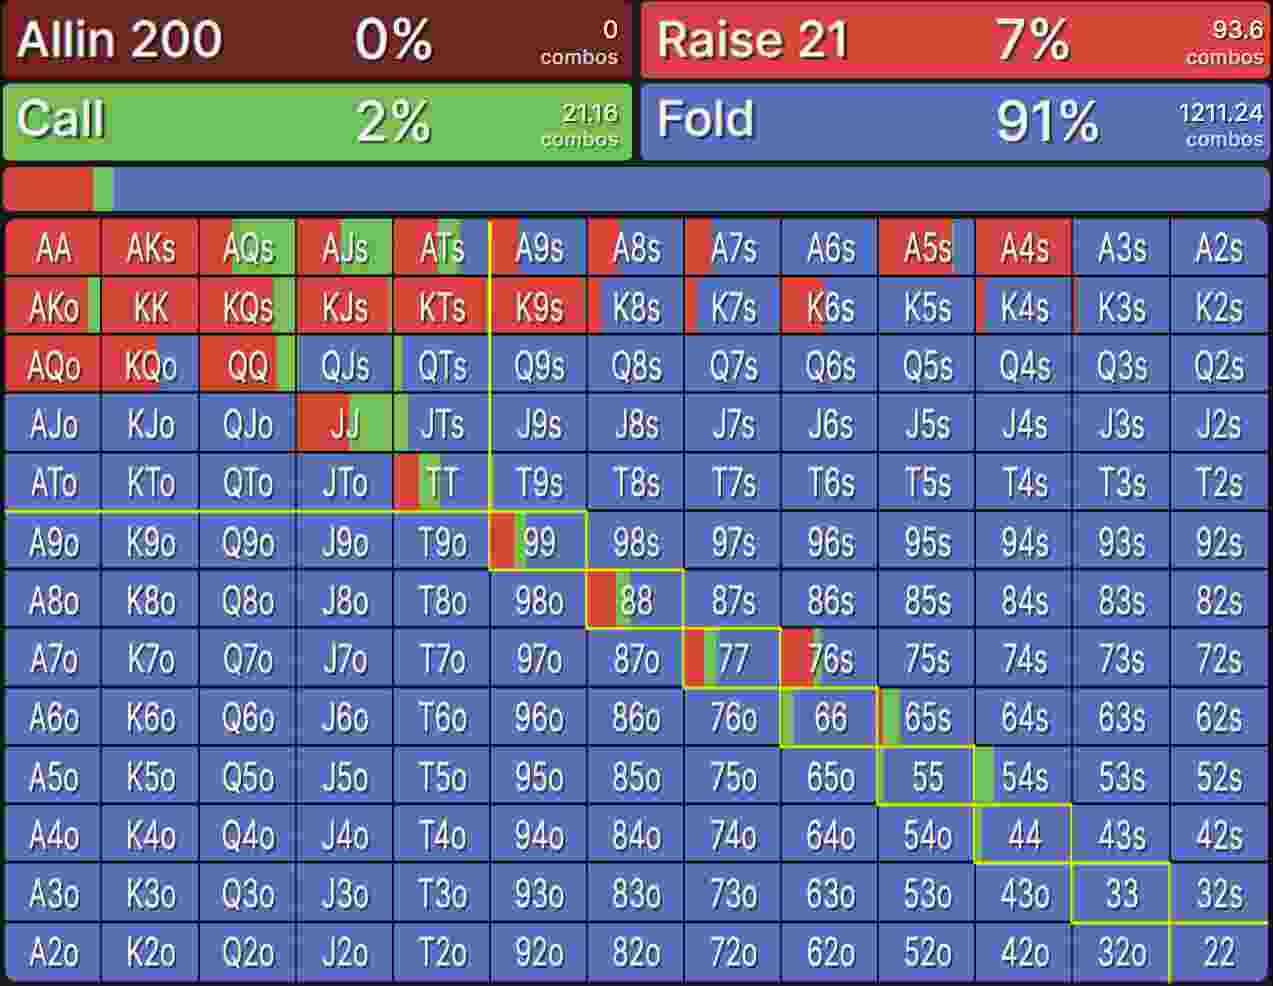 Allin 200 0% 0 combos
Raise 21 7% 93.6 combos
Call 2% 21.16 combos
Fold 91% 1211.24 combos
AA AKs AQs AJs ATs A9s A8s A7s A6s A5s A4s A3s A2s
AKo KK KQs KJs KTs K9s K8s K7s K6s K5s K4s K3s K2s
AQo KQo QQ QJs QTs Q9s Q8s Q7s Q6s Q5s Q4s Q3s Q2s
AJo KJo QJo JJ JTs J9s J8s J7s J6s J5s J4s J3s J2s
ATo KTo QTo JTo TT T9s T8s T7s T6s T5s T4s T3s T2s
A9o K9o Q9o J9o T9o 99 98s 97s 96s 95s 94s 93s 92s
A8o K8o Q8o J8o T8o 98o 88 87s 86s 85s 84s 83s 82s
A7o K7o Q7o J7o T7o 97o 87o 77 76s 75s 74s 73s 72s
A6o K6o Q6o J6o T6o 96o 86o 76o 66 65s 64s 63s 62s
A5o K5o Q5o J5o T5o 95o 85o 75o 65o 55 54s 53s 52s
A4o K4o Q4o J4o T4o 94o 84o 74o 64o 54o 44 43s 42s
A3o K3o Q3o J3o T3o 93o 83o 73o 63o 53o 43o 33 32s
A2o K2o Q2o J2o T2o 92o 82o 72o 62o 52o 42o 32o 22